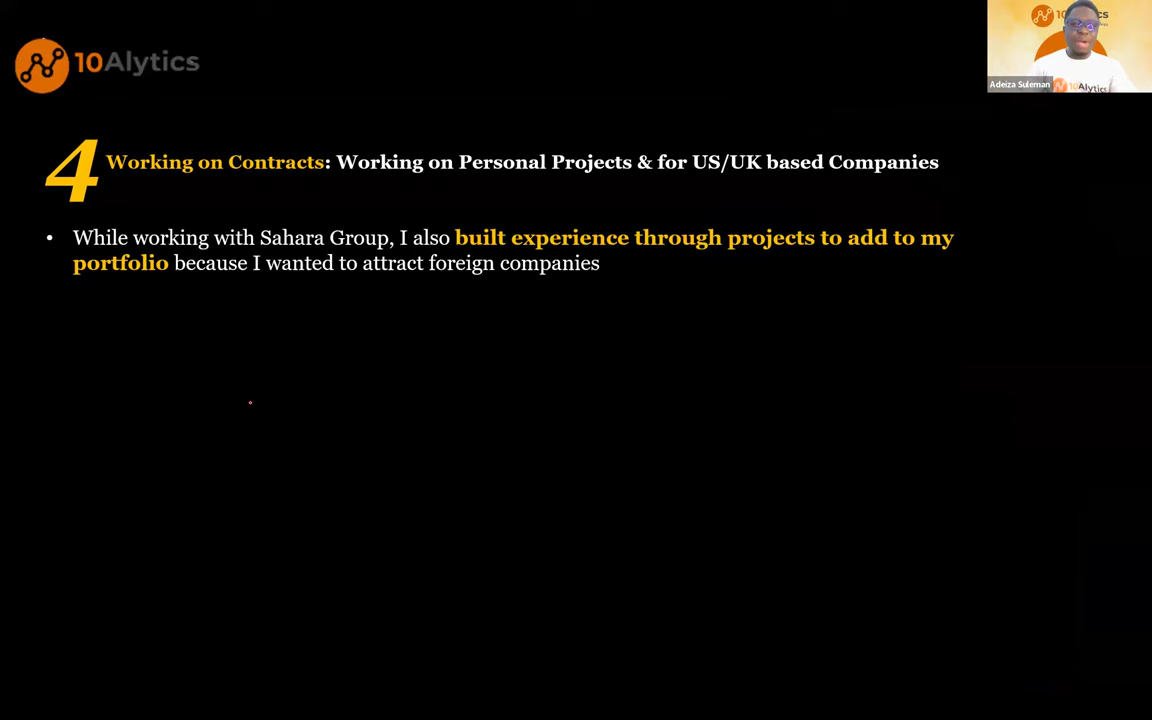 10Alytics
Adeiza Suleman
10Alytics
4 Working on Contracts: Working on Personal Projects & for US/UK based Companies
• While working with Sahara Group, I also built experience through projects to add to my
portfolio because I wanted to attract foreign companies